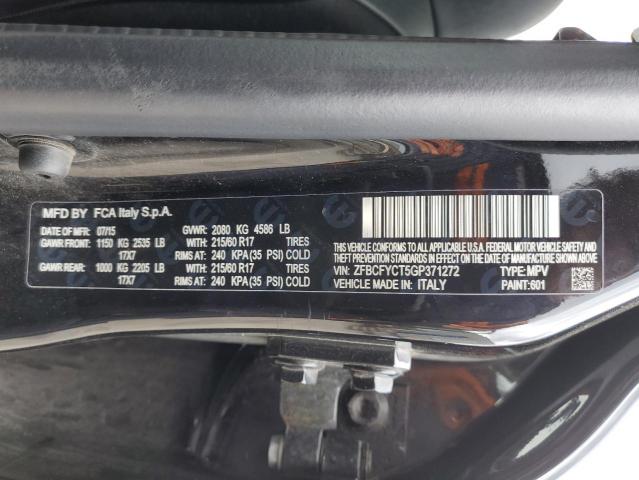 MFD BY FCA Italy S.p.A.
DATE OF MFR: 07/15 GVWR: 2080 KG 4586 LB
GAWR FRONT: 1150 KG 2535 LB WITH: 215/60 R17 TIRES
17X7 RIMS AT: 240 KPA (35 PSI) COLD
GAWR REAR: 1000 KG 2205 LB WITH: 215/60 R17 TIRES
17X7 RIMS AT: 240 KPA (35 PSI) COLD
THIS VEHICLE CONFORMS TO ALL APPLICABLE U.S.A. FEDERAL MOTOR VEHICLE SAFETY, BUMPER, AND THEFT
PREVENTION STANDARDS IN EFFECT ON THE DATE OF MANUFACTURE SHOWN ABOVE
VIN: ZFBCFYCT5GP371272 TYPE: MPV
VEHICLE MADE IN: ITALY PAINT: 601